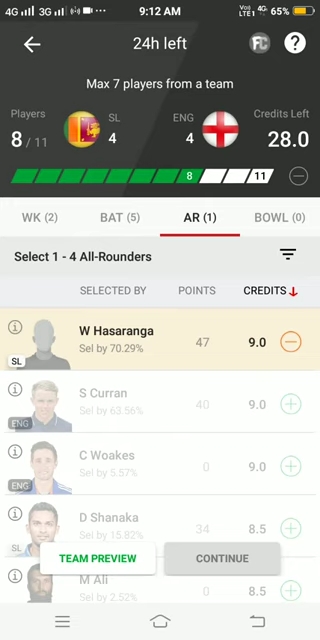 4G 3G 9:12 AM Voi) LTE1 4G 65%
24h left FC ?
Max 7 players from a team
Players SL ENG Credits Left
8 / 11 4 4 28.0
8 11
WK (2) BAT (5) AR (1) BOWL (0)
Select 1 - 4 All-Rounders
SELECTED BY POINTS CREDITS
W Hasaranga
Sel by 70.29% 47 9.0
SL
S Curran
Sel by 63.56% 40 9.0
ENG
C Woakes
Sel by 5.57% 0 9.0
ENG
D Shanaka
Sel by 15.82% 34 8.5
SL
TEAM PREVIEW CONTINUE
M Ali
Sel by 2.52% 0 8.5